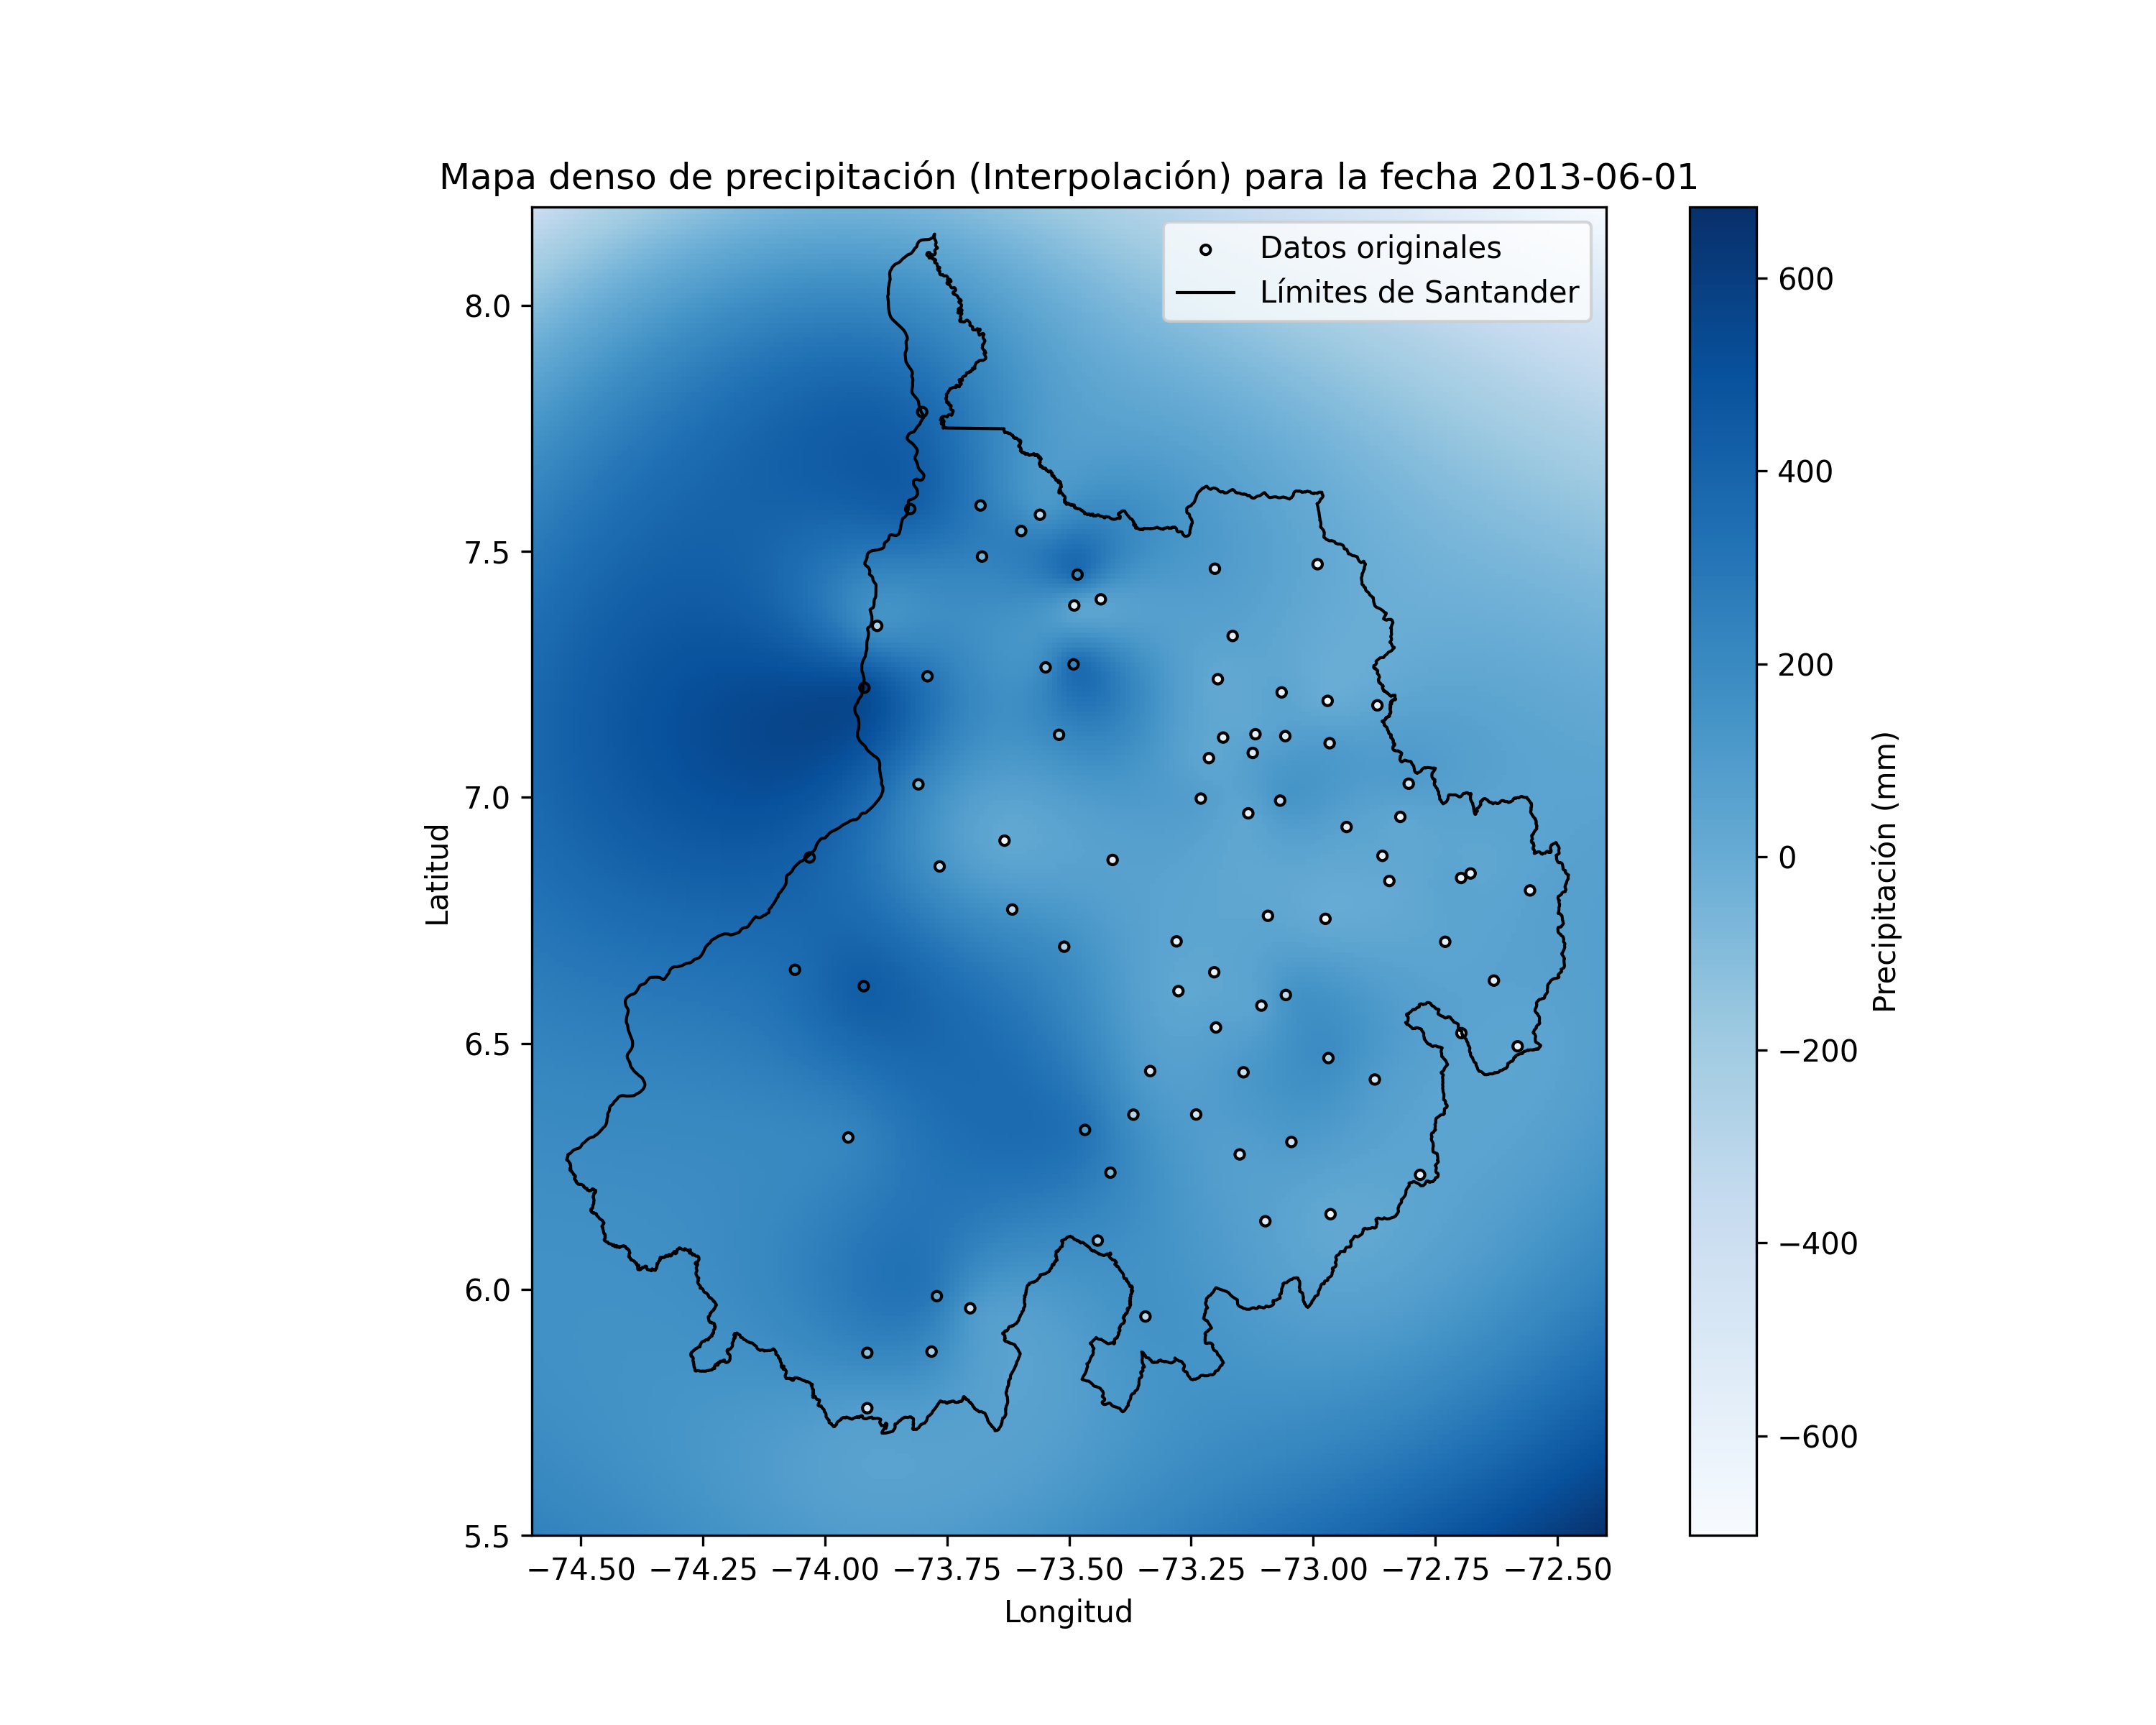 Mapa denso de precipitación (Interpolación) para la fecha 2013-06-01
Datos originales
Límites de Santander
8.0
7.5
7.0
6.5
6.0
5.5
Latitud
−74.50 −74.25 −74.00 −73.75 −73.50 −73.25 −73.00 −72.75 −72.50
Longitud
600
400
200
0
−200
−400
−600
Precipitación (mm)